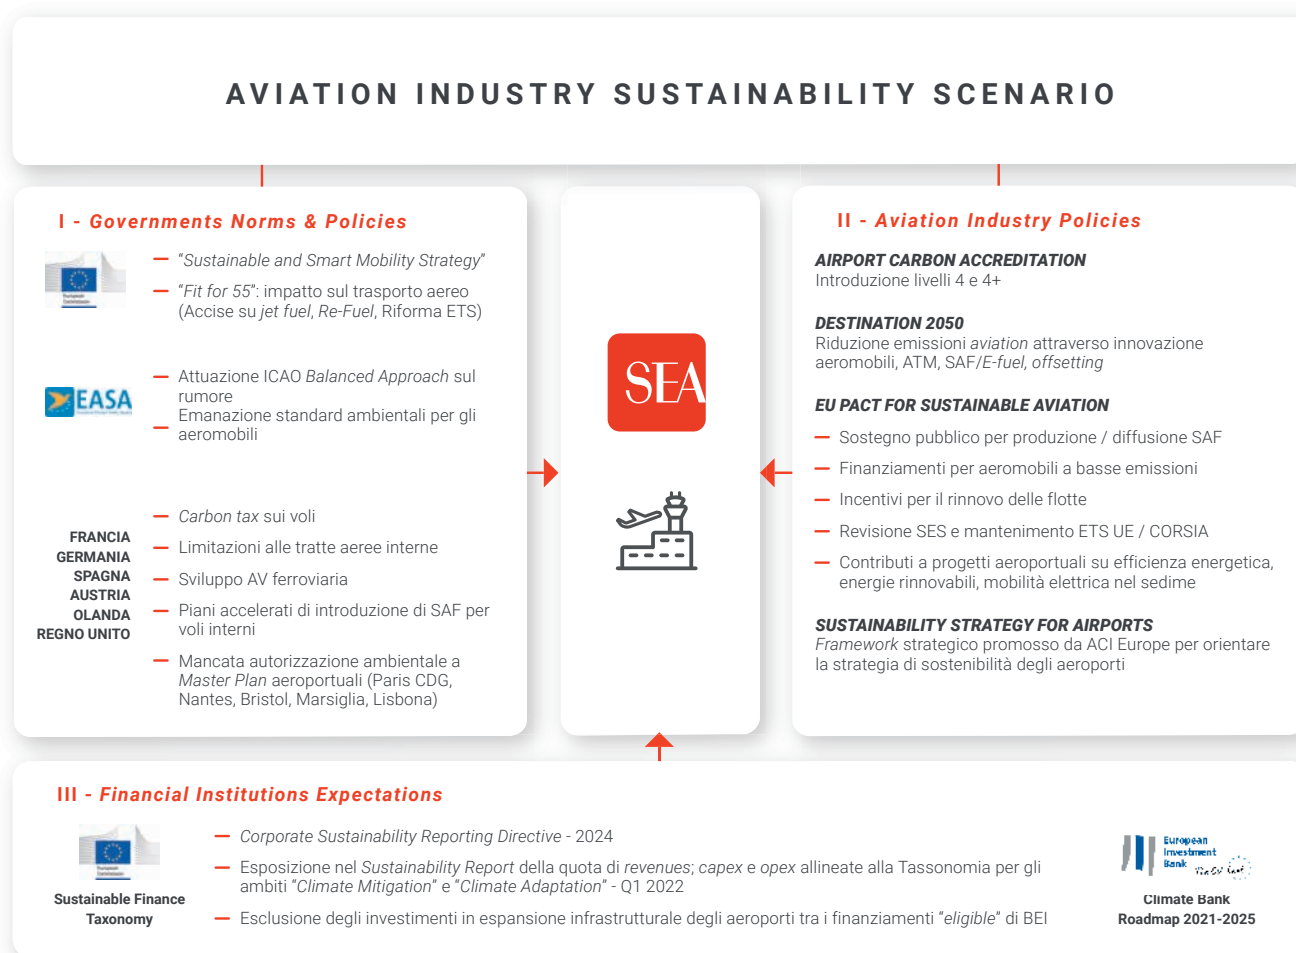 AVIATION INDUSTRY SUSTAINABILITY SCENARIO
I - Governments Norms & Policies
European
Commission
— "Sustainable and Smart Mobility Strategy"
— "Fit for 55": impatto sul trasporto aereo
(Accise su jet fuel, Re-Fuel, Riforma ETS)
EASA
— Attuazione ICAO Balanced Approach sul
rumore
Emanazione standard ambientali per gli
— aeromobili
FRANCIA
GERMANIA
SPAGNA
AUSTRIA
OLANDA
REGNO UNITO
— Carbon tax sui voli
— Limitazioni alle tratte aeree interne
— Sviluppo AV ferroviaria
— Piani accelerati di introduzione di SAF per
voli interni
— Mancata autorizzazione ambientale a
Master Plan aeroportuali (Paris CDG,
Nantes, Bristol, Marsiglia, Lisbona)
SEA
II - Aviation Industry Policies
AIRPORT CARBON ACCREDITATION
Introduzione livelli 4 e 4+
DESTINATION 2050
Riduzione emissioni aviation attraverso innovazione
aeromobili, ATM, SAF/E-fuel, offsetting
EU PACT FOR SUSTAINABLE AVIATION
— Sostegno pubblico per produzione / diffusione SAF
— Finanziamenti per aeromobili a basse emissioni
— Incentivi per il rinnovo delle flotte
— Revisione SES e mantenimento ETS UE / CORSIA
— Contributi a progetti aeroportuali su efficienza energetica,
energie rinnovabili, mobilità elettrica nel sedime
SUSTAINABILITY STRATEGY FOR AIRPORTS
Framework strategico promosso da ACI Europe per orientare
la strategia di sostenibilità degli aeroporti
III - Financial Institutions Expectations
Sustainable Finance
Taxonomy
— Corporate Sustainability Reporting Directive - 2024
— Esposizione nel Sustainability Report della quota di revenues; capex e opex allineate alla Tassonomia per gli
ambiti "Climate Mitigation" e "Climate Adaptation" - Q1 2022
— Esclusione degli investimenti in espansione infrastrutturale degli aeroporti tra i finanziamenti "eligible" di BEI
European
Investment
Bank
Climate Bank
Roadmap 2021-2025